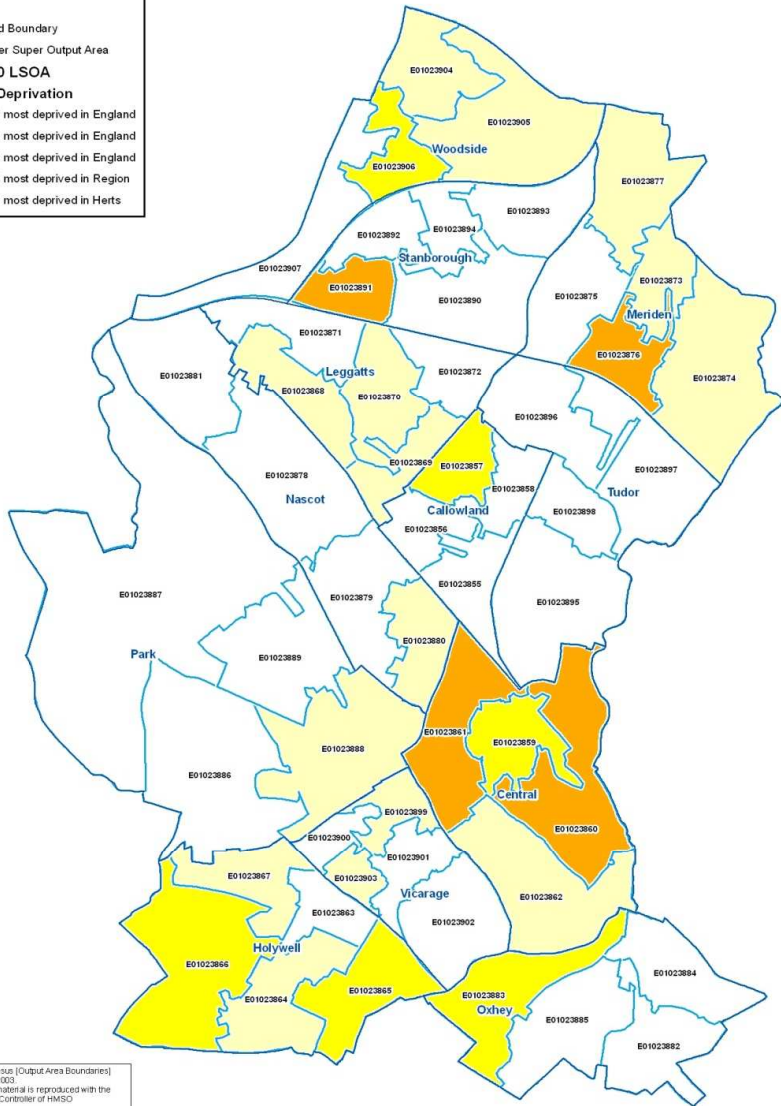 d Boundary
er Super Output Area
LSOA
Deprivation
most deprived in England
most deprived in England
most deprived in England
most deprived in Region
most deprived in Herts
E01023904
E01023905
Woodside
E01023906
E01023877
E01023893
E01023892
E01023894
Stanborough
E01023907
E01023873
E01023891
E01023890
E01023875
Meriden
E01023871
E01023876
E01023881
Leggatts
E01023872
E01023874
E01023868
E01023870
E01023896
E01023869
E01023857
E01023897
E01023878
E01023858
Tudor
Nascot
Callowland
E01023898
E01023856
E01023887
E01023879
E01023855
E01023895
E01023880
Park
E01023889
E01023861
E01023859
E01023888
E01023886
Central
E01023899
E01023860
E01023900
E01023901
E01023867
E01023903
Vicarage
E01023862
E01023863
E01023902
Holywell
E01023866
E01023884
E01023865
E01023864
E01023883
Oxhey
E01023885
E01023882
sus [Output Area Boundaries]
003.
material is reproduced with the
Controller of HMSO